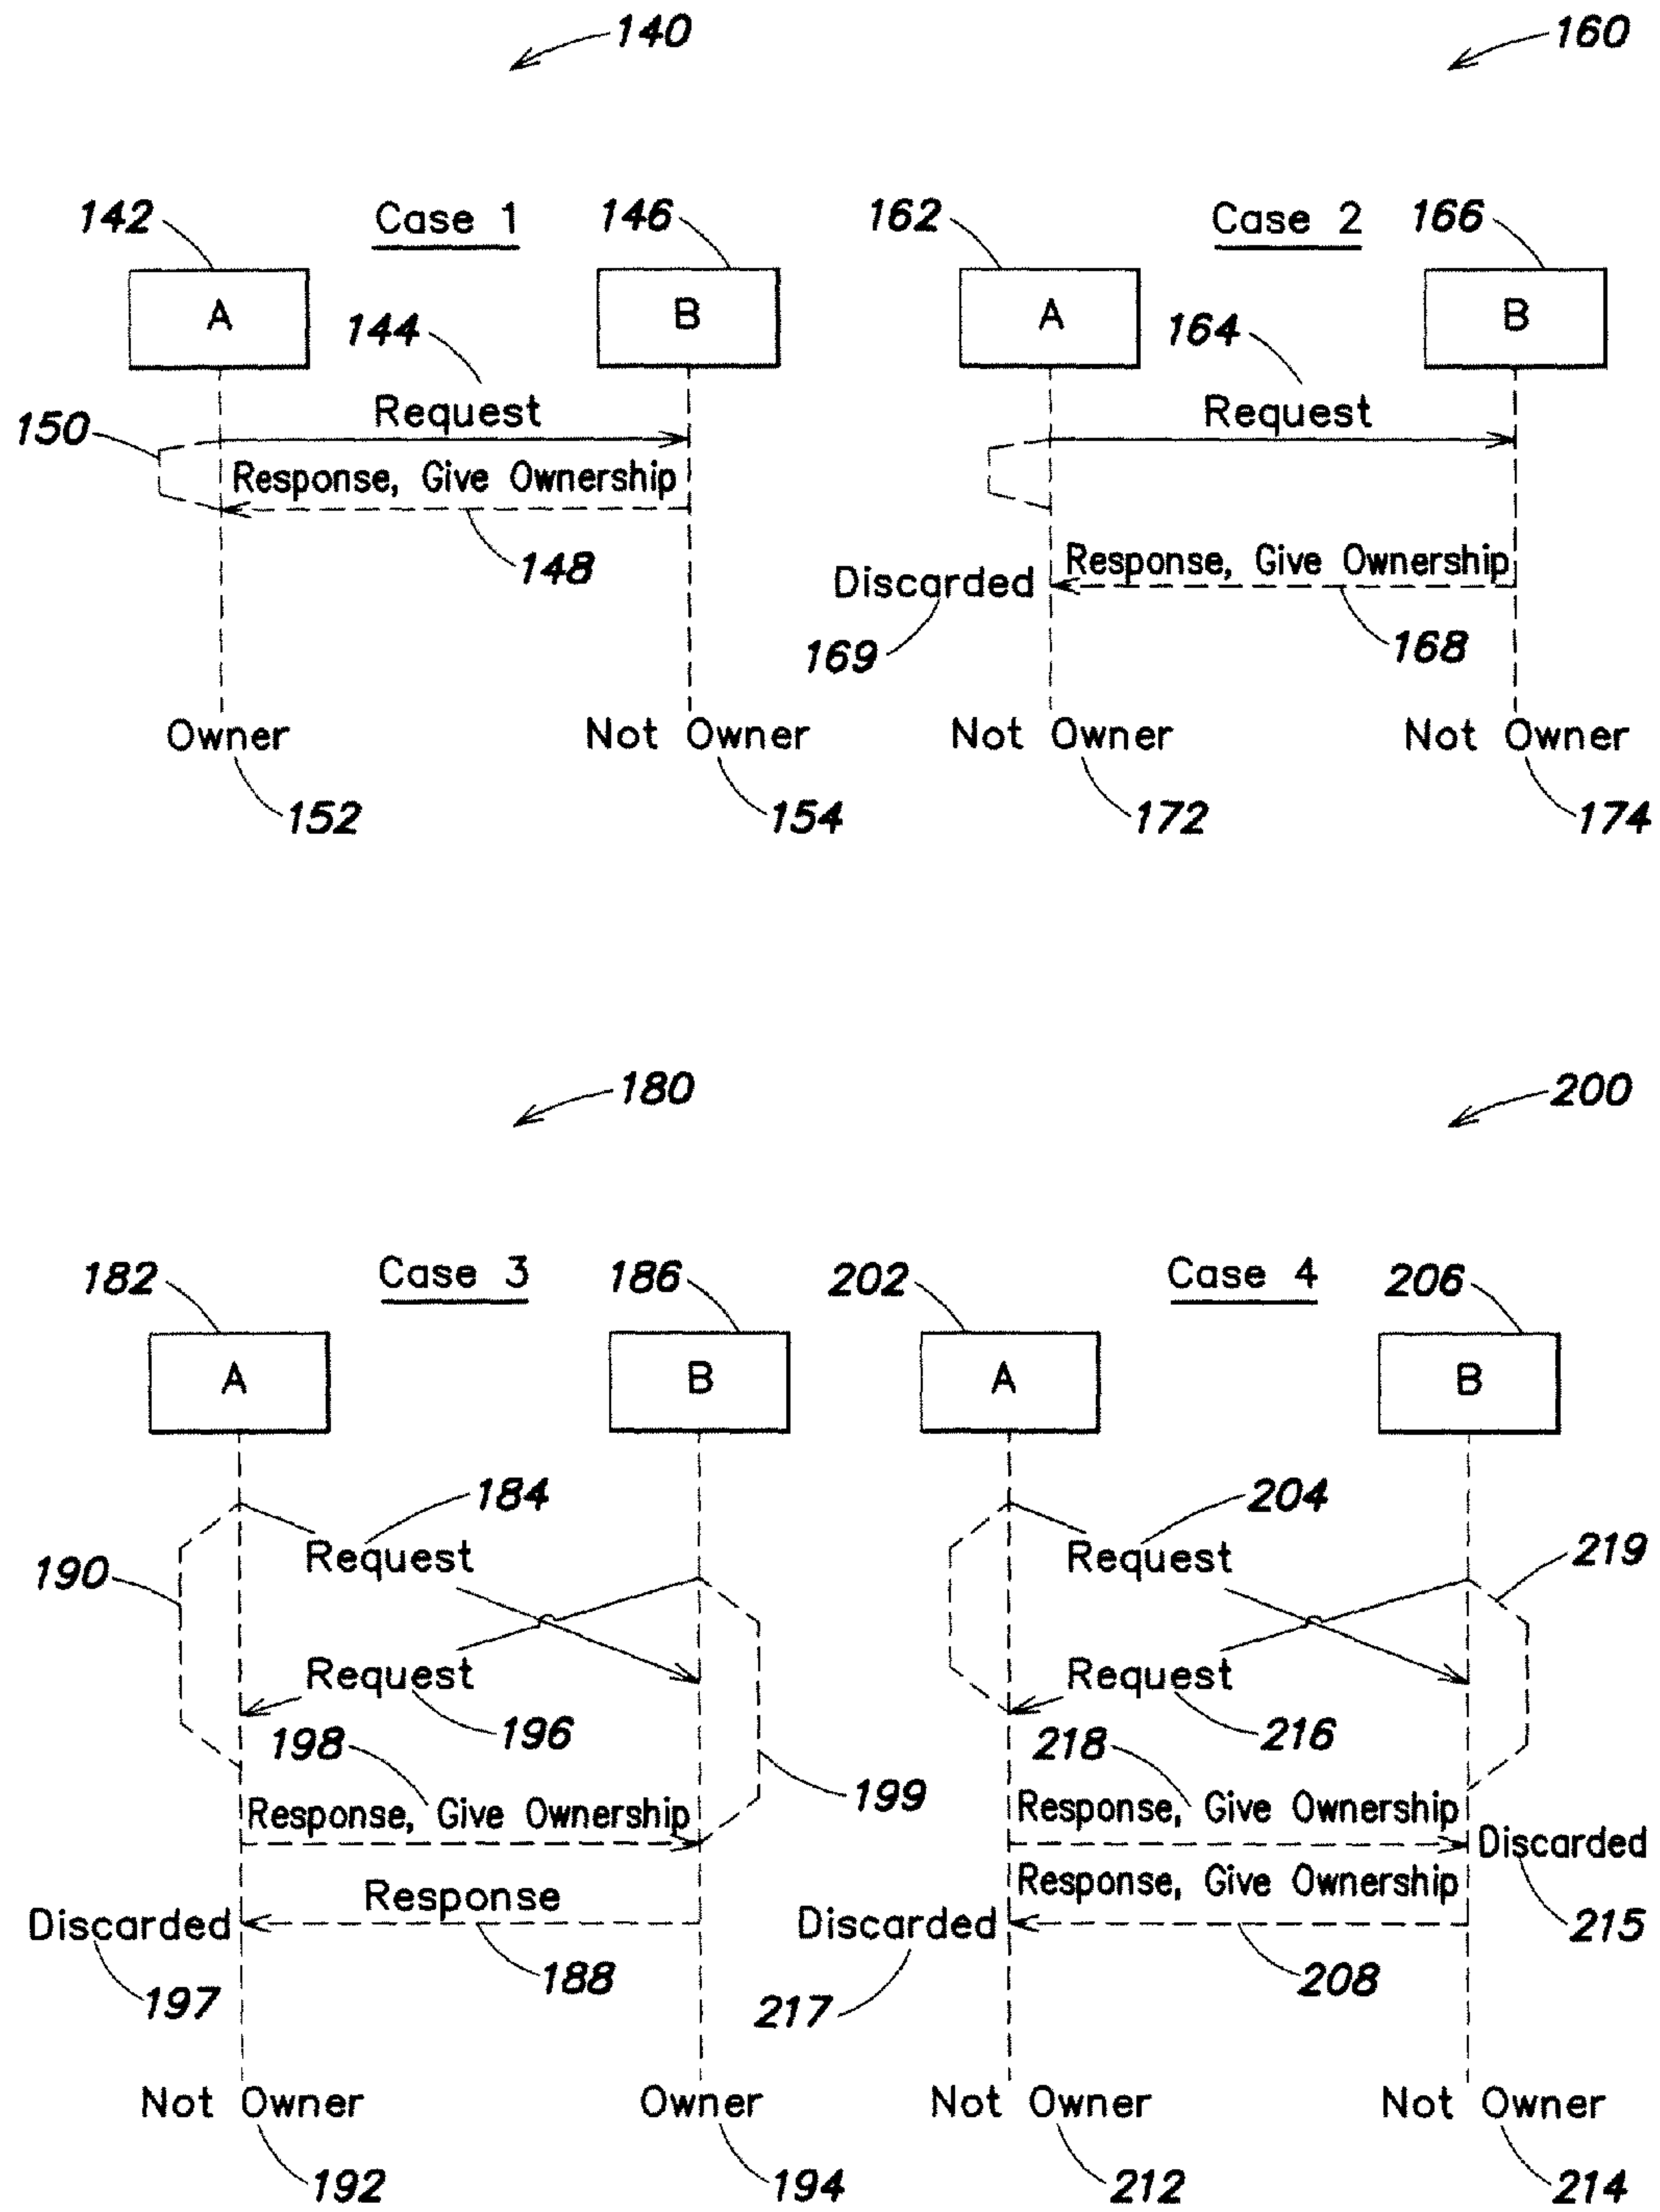 140 160
142 Case 1 146 162 Case 2 166
A B A B
144 164
Request Request
150
Response, Give Ownership
148 Response, Give Ownership
Discarded
169 168
Owner Not Owner Not Owner Not Owner
152 154 172 174
180 200
182 Case 3 186 202 Case 4 206
A B A B
184 204
Request Request 219
190
Request Request
198 196 218 216
199
Response, Give Ownership Response, Give Ownership
Discarded
Response Response, Give Ownership
Discarded Discarded 215
197 188 217 208
Not Owner Owner Not Owner Not Owner
192 194 212 214